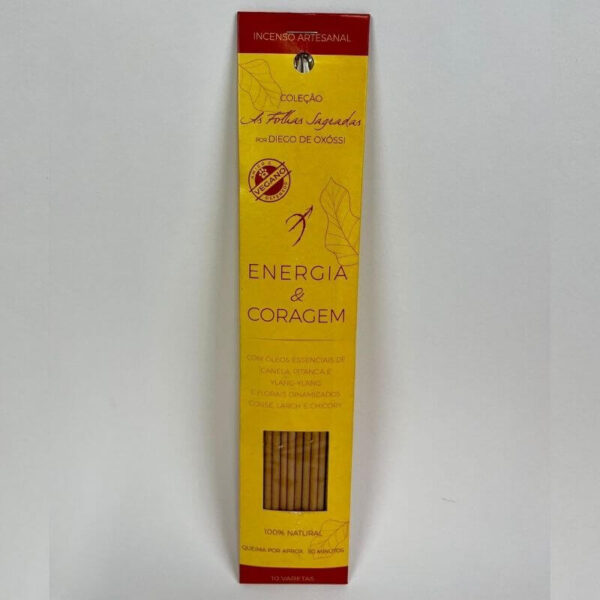 INCENSO ARTESANAL
COLEÇÃO
As Folhas Sagradas
POR DIEGO DE OXÓSSI
VEGANO
ENERGIA
&
CORAGEM
COM ÓLEOS ESSENCIAIS DE
CANELA, PITANGA E
YLANG-YLANG
E FLORAIS DINAMIZADOS
GORSE, LARCH E CHICORY
100% NATURAL
QUEIMA POR APROX. 30 MINUTOS
10 VARETAS